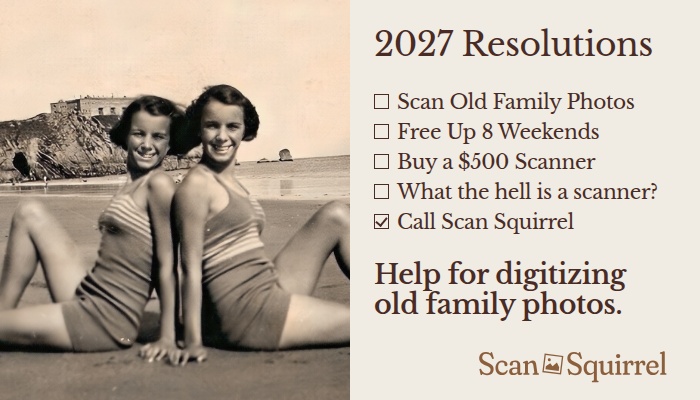 2027 Resolutions
Scan Old Family Photos
Free Up 8 Weekends
Buy a $500 Scanner
What the hell is a scanner?
Call Scan Squirrel
Help for digitizing
old family photos.
Scan Squirrel